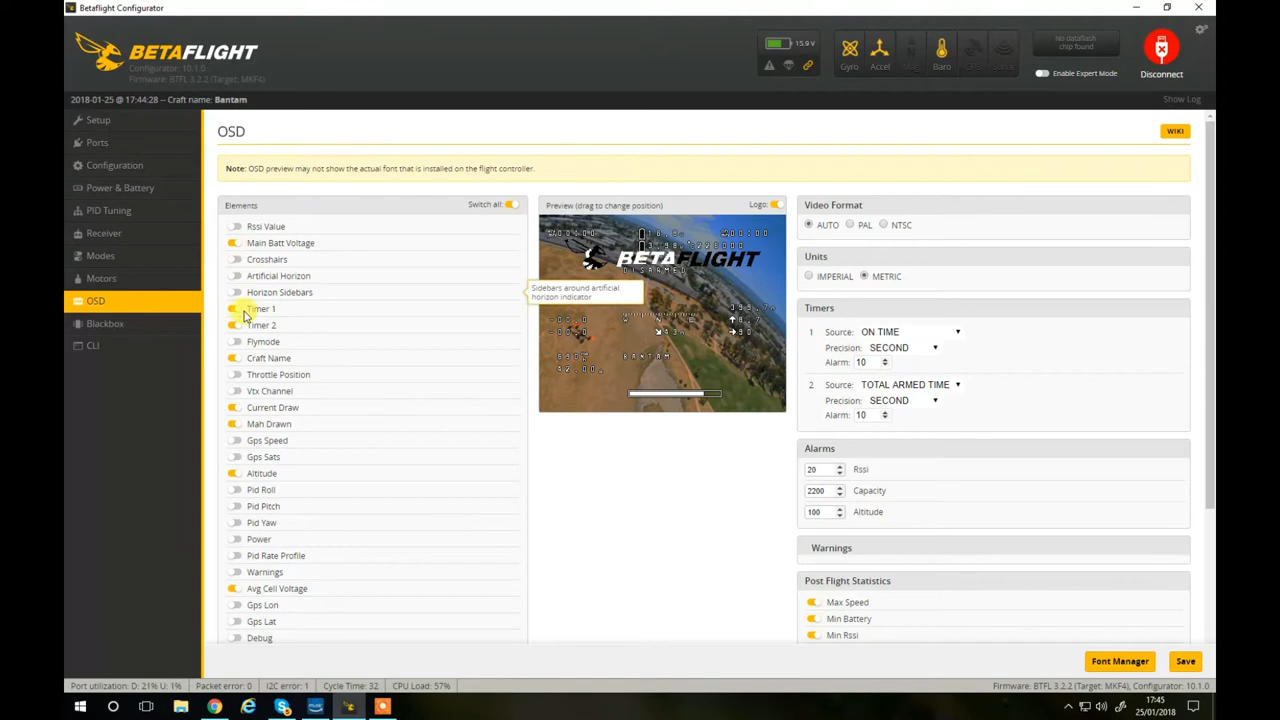 Betaflight Configurator
BETAFLIGHT
Configurator: 10.1.0
Firmware: BTFL 3.2.2 (Target: MKF4)
15.9 V
Gyro
Accel
Mag
Baro
GPS
Sonar
No dataflash
chip found
Enable Expert Mode
Disconnect
2018-01-25 @ 17:44:28 -- Craft name: Bantam
Show Log
Setup
Ports
Configuration
Power & Battery
PID Tuning
Receiver
Modes
Motors
OSD
Blackbox
CLI
OSD
WIKI
Note: OSD preview may not show the actual font that is installed on the flight controller.
Elements
Switch all:
Rssi Value
Main Batt Voltage
Crosshairs
Artificial Horizon
Horizon Sidebars
Timer 1
Timer 2
Flymode
Craft Name
Throttle Position
Vtx Channel
Current Draw
Mah Drawn
Gps Speed
Gps Sats
Altitude
Pid Roll
Pid Pitch
Pid Yaw
Power
Pid Rate Profile
Warnings
Avg Cell Voltage
Gps Lon
Gps Lat
Debug
Sidebars around artificial
horizon indicator
Preview (drag to change position)
Logo:
BETAFLIGHT
DISARMED
BANTAM
Video Format
AUTO
PAL
NTSC
Units
IMPERIAL
METRIC
Timers
1 Source: ON TIME
Precision: SECOND
Alarm: 10
2 Source: TOTAL ARMED TIME
Precision: SECOND
Alarm: 10
Alarms
20 Rssi
2200 Capacity
100 Altitude
Warnings
Post Flight Statistics
Max Speed
Min Battery
Min Rssi
Font Manager
Save
Port utilization: D: 21% U: 1%
Packet error: 0
I2C error: 1
Cycle Time: 32
CPU Load: 57%
Firmware: BTFL 3.2.2 (Target: MKF4), Configurator: 10.1.0
17:45
25/01/2018